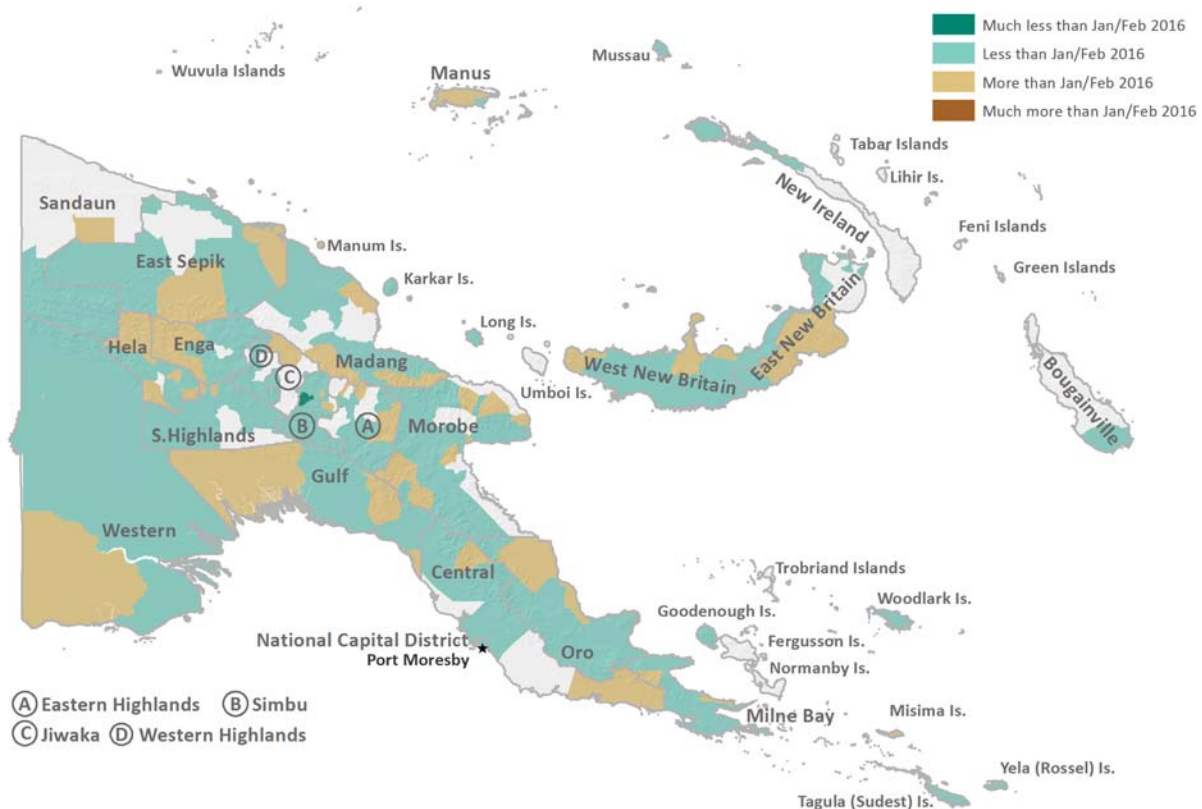 Much less than Jan/Feb 2016
Less than Jan/Feb 2016
More than Jan/Feb 2016
Much more than Jan/Feb 2016
Wuvula Islands
Manus
Mussau
Tabar Islands
Lihir Is.
New Ireland
Feni Islands
Green Islands
Sandaun
Manum Is.
East Sepik
Karkar Is.
Long Is.
East New Britain
Hela
Enga
D
Madang
West New Britain
C
Umboi Is.
Bougainville
S.Highlands
B
A
Morobe
Gulf
Western
Central
Trobriand Islands
Goodenough Is.
Woodlark Is.
National Capital District
Port Moresby
Oro
Fergusson Is.
Normanby Is.
A Eastern Highlands B Simbu
C Jiwaka D Western Highlands
Milne Bay
Misima Is.
Yela (Rossel) Is.
Tagula (Sudest) Is.